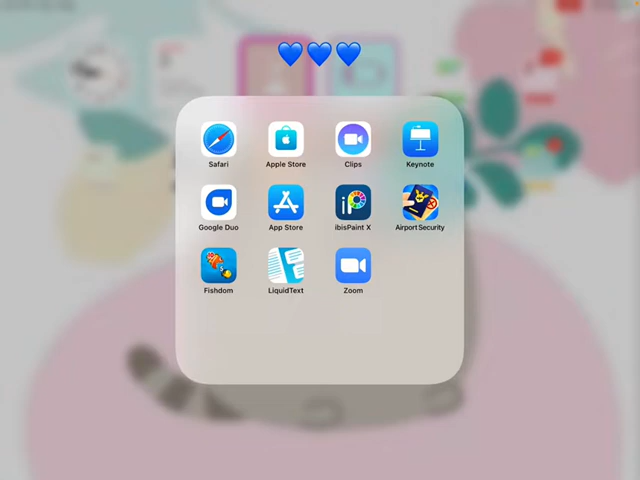 💙💙💙
Safari
Apple Store
Clips
Keynote
Google Duo
App Store
ibisPaint X
Airport Security
Fishdom
LiquidText
Zoom